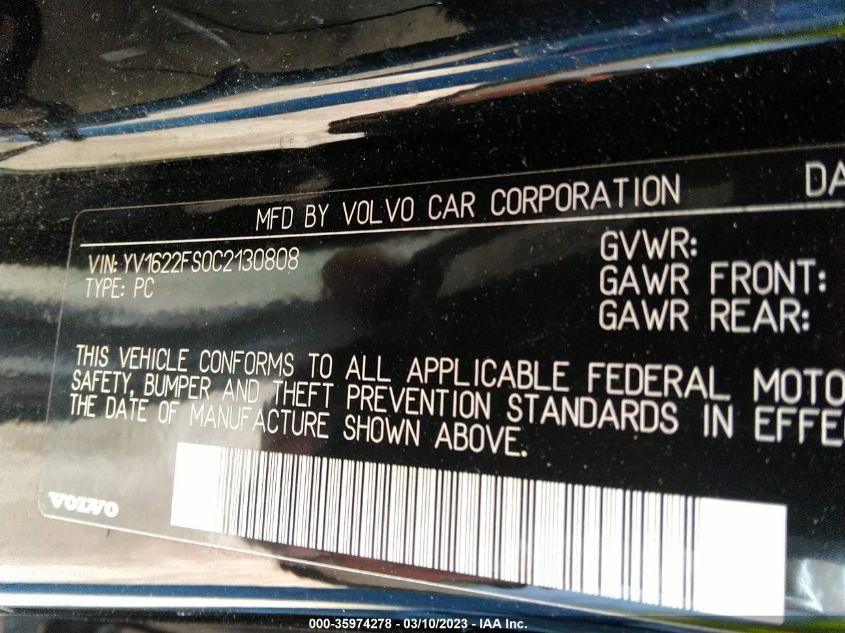 MFD BY VOLVO CAR CORPORATION DA
VIN: YV1622FS0C2130808
TYPE: PC
GVWR:
GAWR FRONT:
GAWR REAR:
THIS VEHICLE CONFORMS TO ALL APPLICABLE FEDERAL MOTO
SAFETY, BUMPER AND THEFT PREVENTION STANDARDS IN EFFE
THE DATE OF MANUFACTURE SHOWN ABOVE.
VOLVO
000-35974278 - 03/10/2023 - IAA Inc.